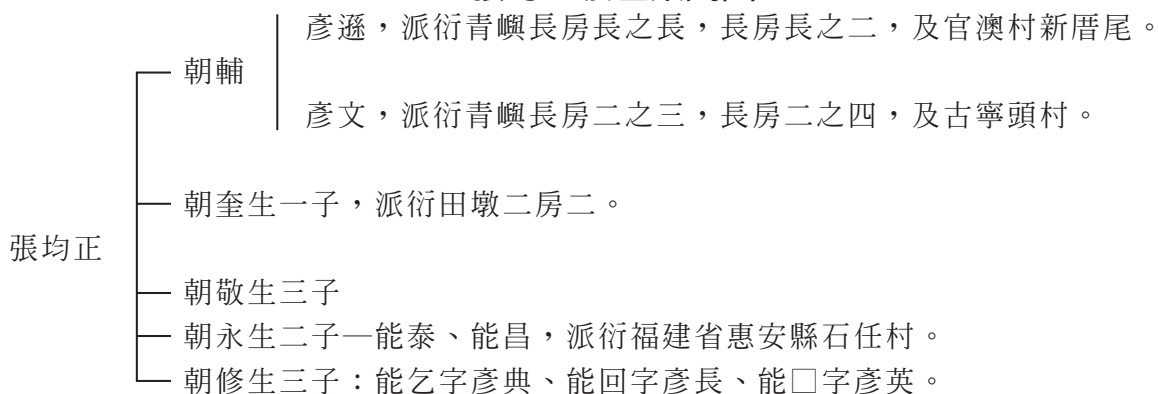 彥遜，派衍青嶼長房長之長，長房長之二，及官澳村新厝尾。
朝輔
彥文，派衍青嶼長房二之三，長房二之四，及古寧頭村。
朝奎生一子，派衍田墩二房二。
張均正
朝敬生三子
朝永生二子—能泰、能昌，派衍福建省惠安縣石任村。
朝修生三子：能乞字彥典、能回字彥長、能□字彥英。